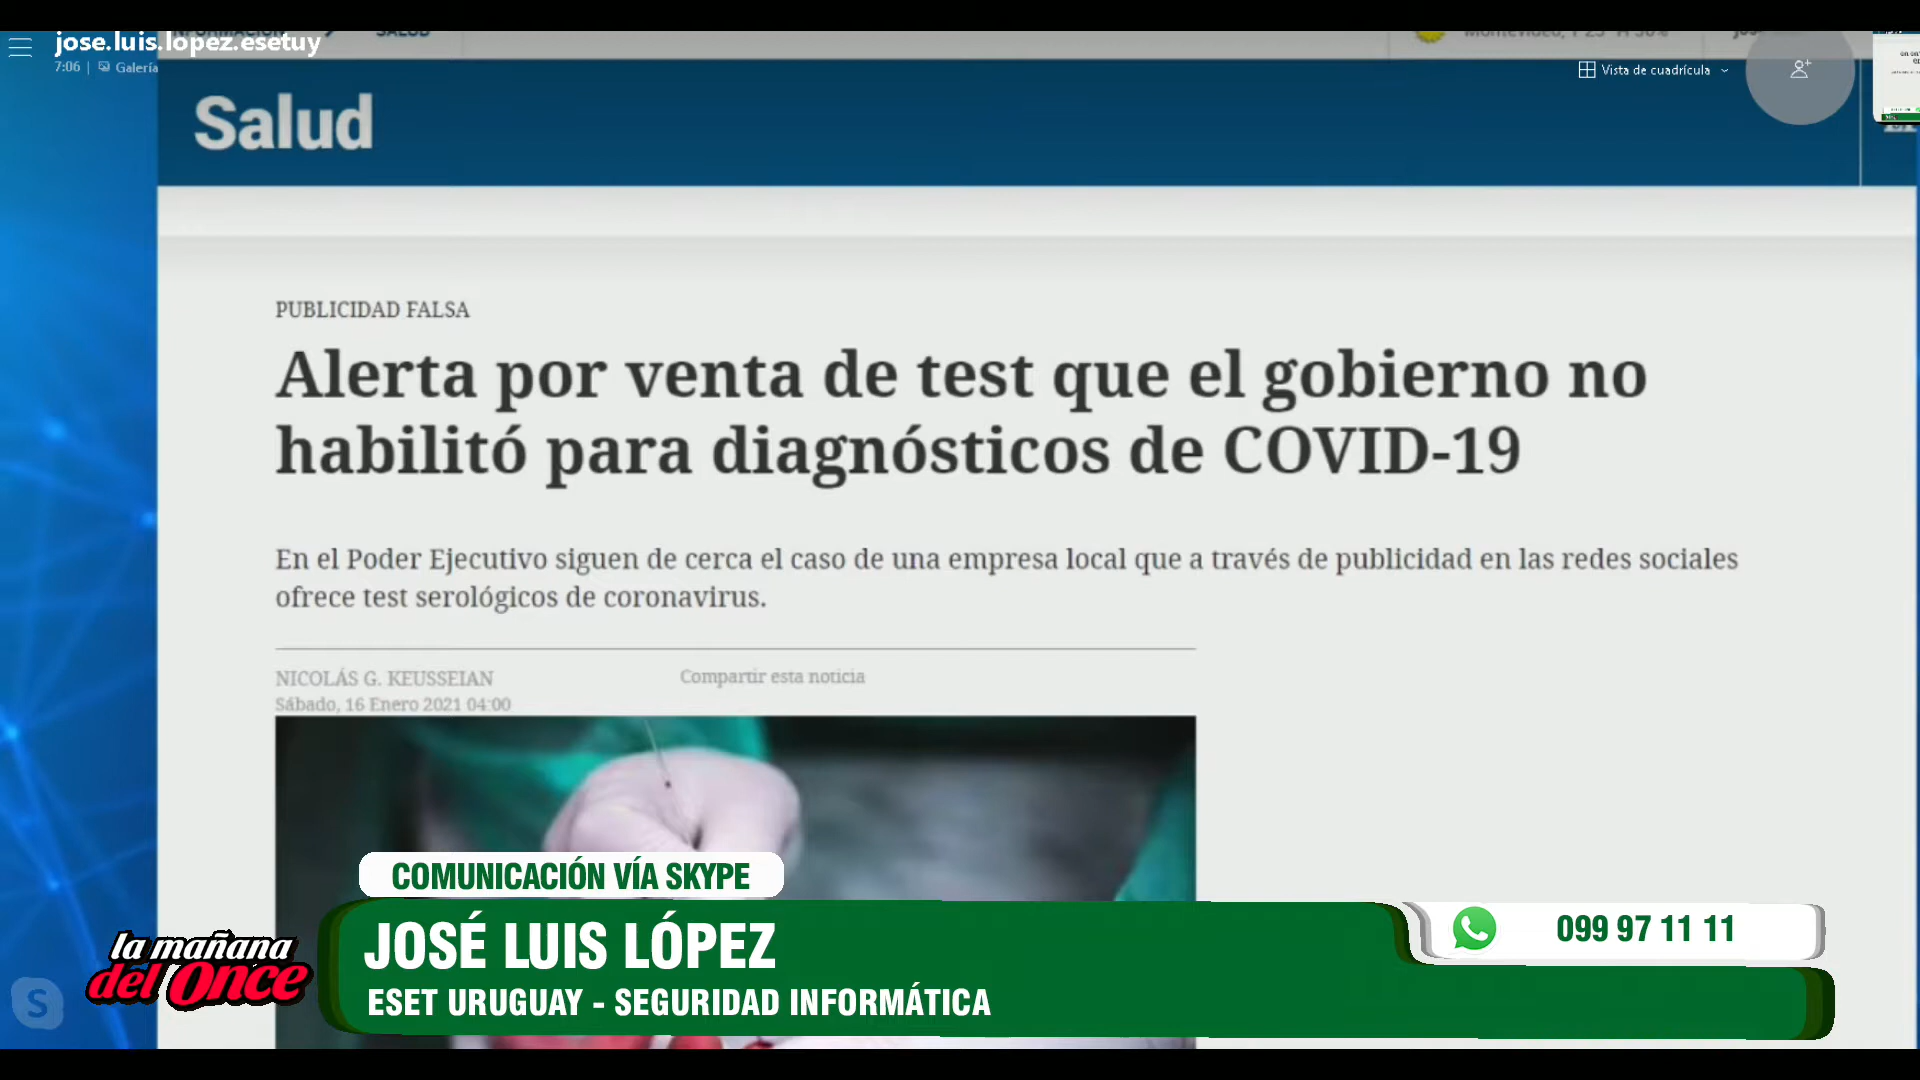 jose.luis.lopez.esetuy
7:06 | Galería
SALUD
Vista de cuadrícula
Salud
PUBLICIDAD FALSA
Alerta por venta de test que el gobierno no
habilitó para diagnósticos de COVID-19
En el Poder Ejecutivo siguen de cerca el caso de una empresa local que a través de publicidad en las redes sociales
ofrece test serológicos de coronavirus.
NICOLÁS G. KEUSSEIAN
Compartir esta noticia
Sábado, 16 Enero 2021 04:00
COMUNICACIÓN VÍA SKYPE
JOSÉ LUIS LÓPEZ
ESET URUGUAY - SEGURIDAD INFORMÁTICA
099 97 11 11
la mañana
del Once
S